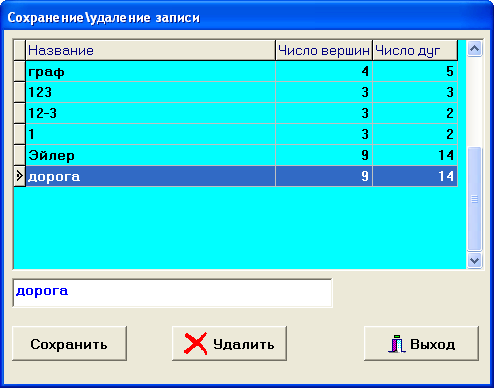 Сохранение\удаление записи
Название Число вершин Число дуг
граф 4 5
123 3 3
12-3 3 2
1 3 2
Эйлер 9 14
дорога 9 14
дорога
Сохранить Удалить Выход